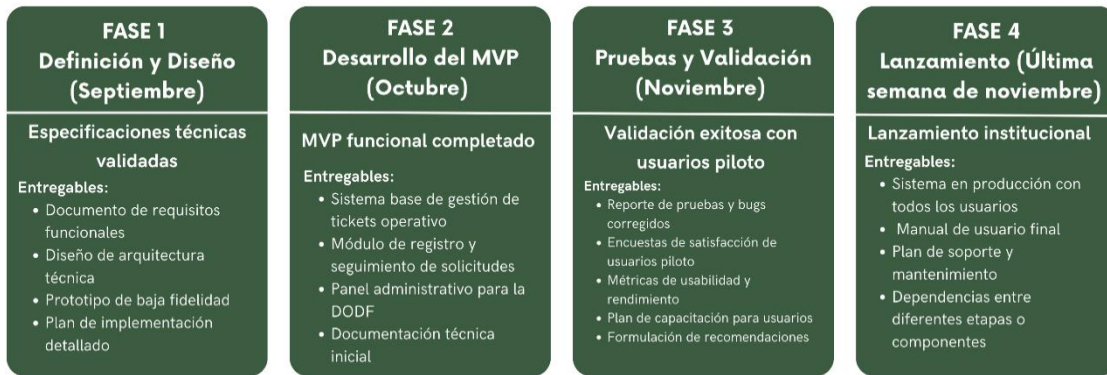 FASE 1
Definición y Diseño
(Septiembre)
Especificaciones técnicas
validadas
Entregables:
• Documento de requisitos
funcionales
• Diseño de arquitectura
técnica
• Prototipo de baja fidelidad
• Plan de implementación
detallado
FASE 2
Desarrollo del MVP
(Octubre)
MVP funcional completado
Entregables:
• Sistema base de gestión de
tickets operativo
• Módulo de registro y
seguimiento de solicitudes
• Panel administrativo para la
DODF
• Documentación técnica
inicial
FASE 3
Pruebas y Validación
(Noviembre)
Validación exitosa con
usuarios piloto
Entregables:
• Reporte de pruebas y bugs
corregidos
• Encuestas de satisfacción de
usuarios piloto
• Métricas de usabilidad y
rendimiento
• Plan de capacitación para usuarios
• Formulación de recomendaciones
FASE 4
Lanzamiento (Última
semana de noviembre)
Lanzamiento institucional
Entregables:
• Sistema en producción con
todos los usuarios
• Manual de usuario final
• Plan de soporte y
mantenimiento
• Dependencias entre
diferentes etapas o
componentes